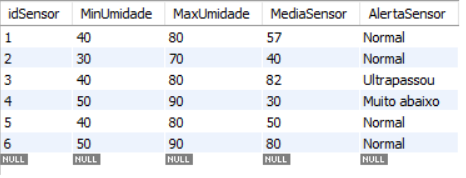 idSensor MinUmidade MaxUmidade MediaSensor AlertaSensor
1 40 80 57 Normal
2 30 70 40 Normal
3 40 80 82 Ultrapassou
4 50 90 30 Muito abaixo
5 40 80 50 Normal
6 50 90 80 Normal
NULL NULL NULL NULL NULL